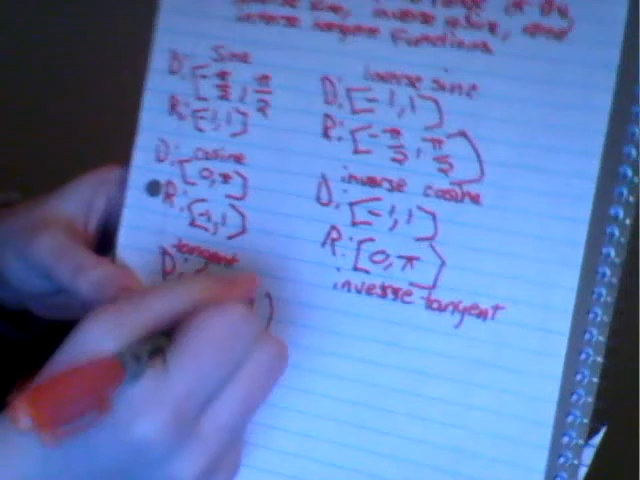 inverse sine, inverse cosine, and
inverse tangent functions
Sine
D: [-π/2, π/2]
R: [-1, 1]
cosine
D: [0, π]
R: [-1, 1]
tangent
D:
inverse sine
D: [-1, 1]
R: [-π/2, π/2]
inverse cosine
D: [-1, 1]
R: [0, π]
inverse tangent